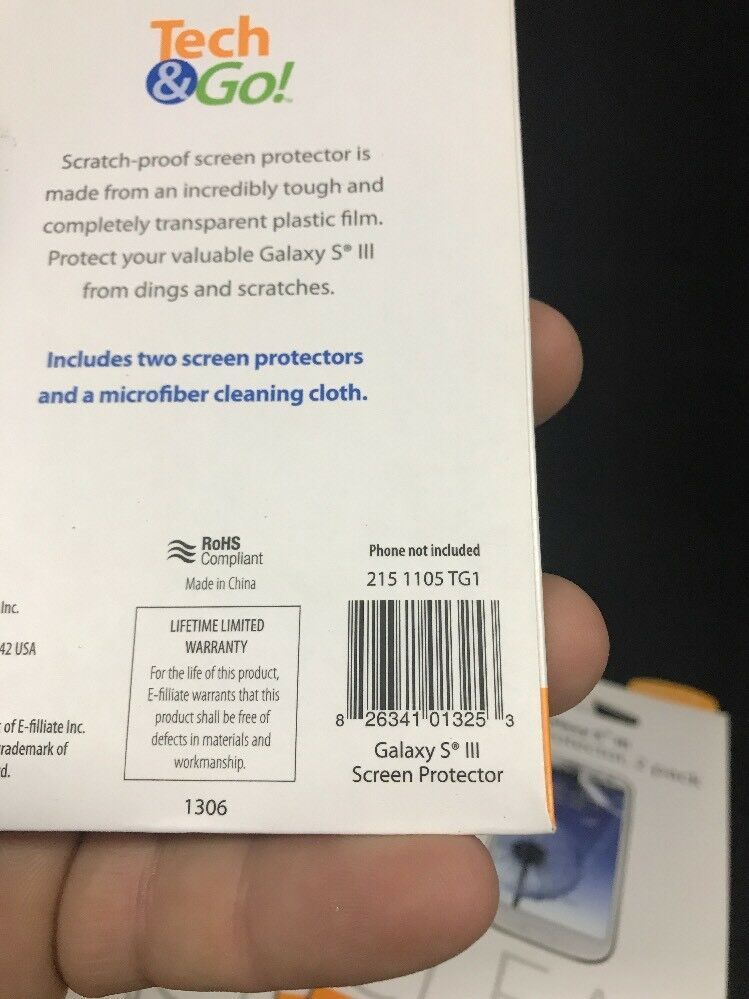 Tech
&Go!™
Scratch-proof screen protector is
made from an incredibly tough and
completely transparent plastic film.
Protect your valuable Galaxy S® III
from dings and scratches.
Includes two screen protectors
and a microfiber cleaning cloth.
RoHS
Compliant
Made in China
Phone not included
215 1105 TG1
Inc.
42 USA
of E-filliate Inc.
rademark of
d.
LIFETIME LIMITED
WARRANTY
For the life of this product,
E-filliate warrants that this
product shall be free of
defects in materials and
workmanship.
1306
8 26341 01325 3
Galaxy S® III
Screen Protector
2 pack